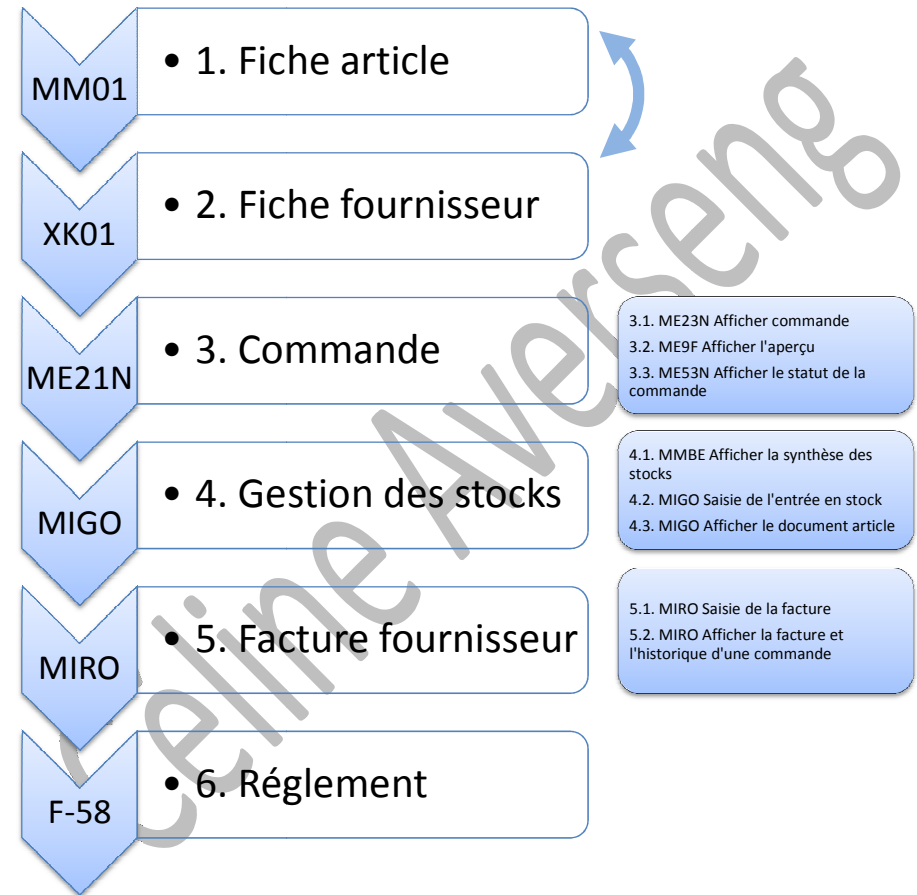 MM01
• 1. Fiche article
XK01
• 2. Fiche fournisseur
ME21N
• 3. Commande
3.1. ME23N Afficher commande
3.2. ME9F Afficher l'aperçu
3.3. ME53N Afficher le statut de la
commande
MIGO
• 4. Gestion des stocks
4.1. MMBE Afficher la synthèse des
stocks
4.2. MIGO Saisie de l'entrée en stock
4.3. MIGO Afficher le document article
MIRO
• 5. Facture fournisseur
5.1. MIRO Saisie de la facture
5.2. MIRO Afficher la facture et
l'historique d'une commande
F-58
• 6. Réglement
Céline Averseng